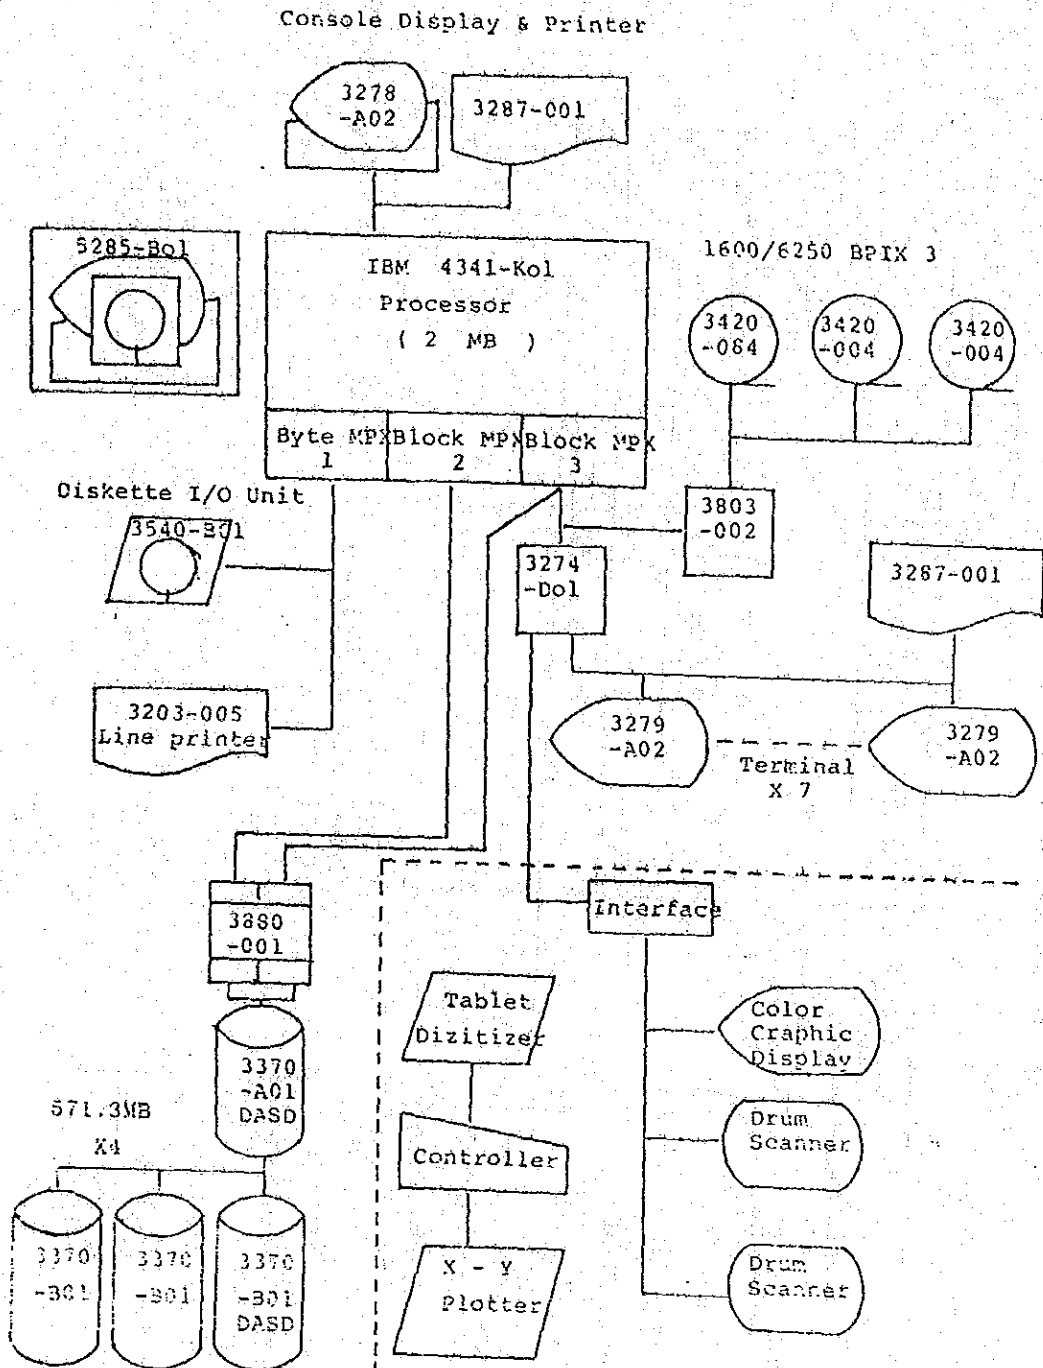 Console Display & Printer
3278
-A02
3287-001
5285-Bol
IBM 4341-Kol
Processor
( 2 MB )
1600/6250 BPIX 3
3420
-084
3420
-004
3420
-004
Byte MPX
1
Block MPX
2
Block MPX
3
Diskette I/O Unit
3540-B01
3803
-002
3274
-Dol
3287-001
3203-005
Line printer
3279
-A02
Terminal
X 7
3279
-A02
3880
-001
Interface
Tablet
Dizitizer
Color
Craphic
Display
3370
-A01
DASD
571.3MB
X4
Controller
Drum
Scanner
3370
-B01
3370
-B01
3370
-B01
DASD
X - Y
Plotter
Drum
Scanner